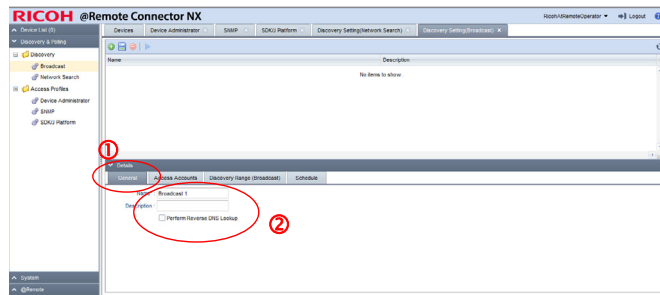 RICOH @Remote Connector NX
RicohAtRemoteOperator Logout
Device List (0)
Devices Device Administrator SNMP SDK/J Platform Discovery Setting(Network Search) Discovery Setting(Broadcast)
Discovery & Polling
Discovery
Broadcast
Network Search
Access Profiles
Device Administrator
SNMP
SDK/J Platform
Name Description
No items to show.
①
Details
General Access Accounts Discovery Range (Broadcast) Schedule
Name: Broadcast 1
Description:
Perform Reverse DNS Lookup
②
System
@Remote